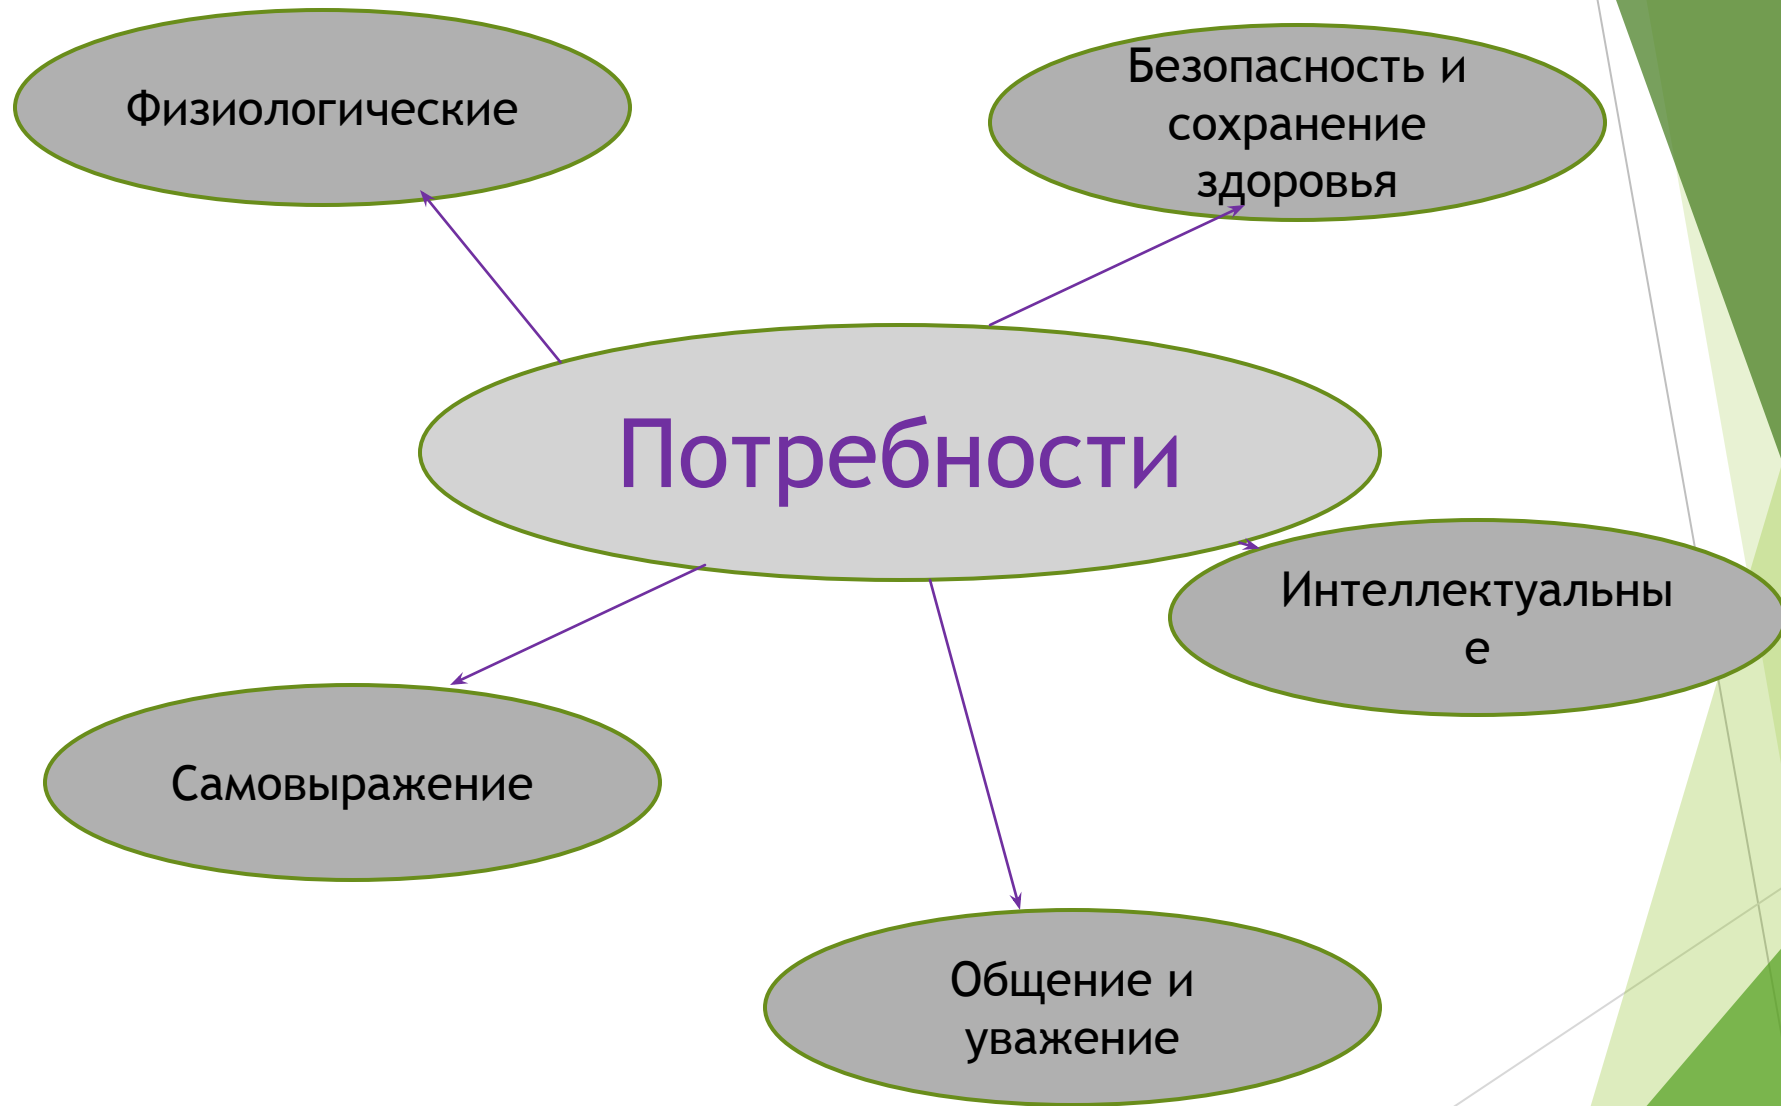 Физиологические
Безопасность и
сохранение
здоровья
Потребности
Интеллектуальны
е
Самовыражение
Общение и
уважение